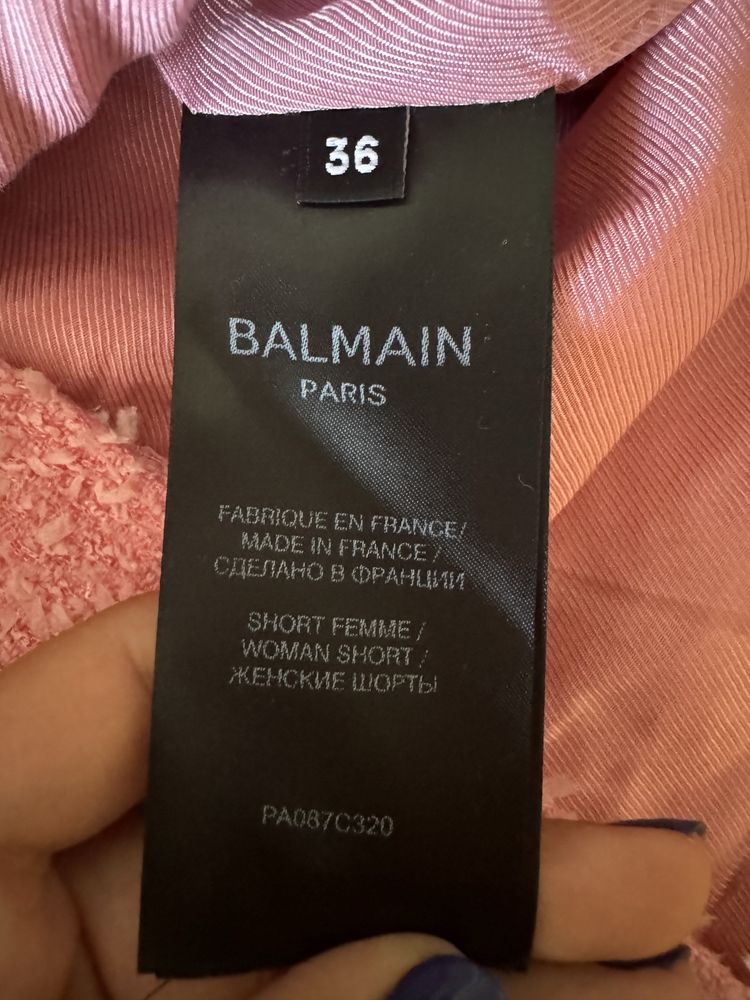 36
BALMAIN
PARIS
FABRIQUE EN FRANCE/
MADE IN FRANCE /
СДЕЛАНО В ФРАНЦИИ
SHORT FEMME /
WOMAN SHORT /
ЖЕНСКИЕ ШОРТЫ
PA087C320